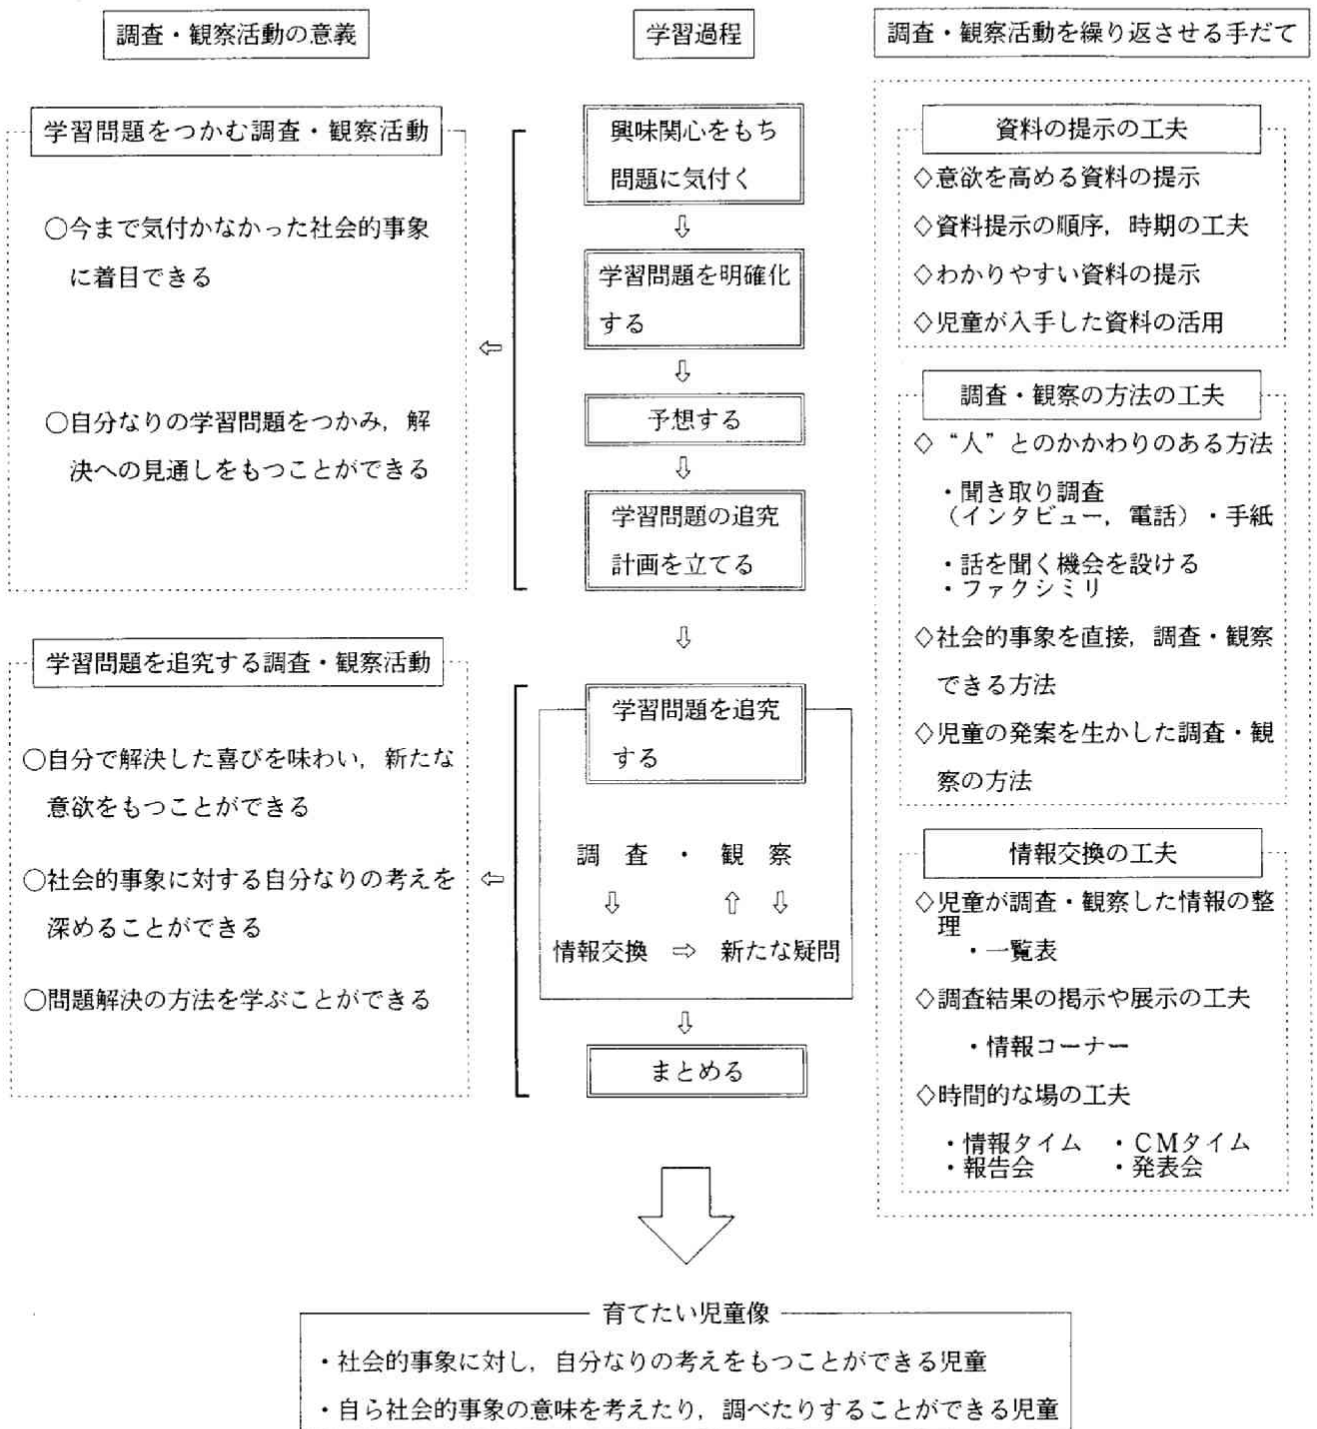 調査・観察活動の意義
学習問題をつかむ調査・観察活動
○今まで気付かなかった社会的事象
に着目できる
○自分なりの学習問題をつかみ，解
決への見通しをもつことができる
学習問題を追究する調査・観察活動
○自分で解決した喜びを味わい，新たな
意欲をもつことができる
○社会的事象に対する自分なりの考えを
深めることができる
○問題解決の方法を学ぶことができる
学習過程
興味関心をもち
問題に気付く
⇩
学習問題を明確化
する
⇦
⇩
予想する
⇩
学習問題の追究
計画を立てる
⇩
学習問題を追究
する
調　査　・　観　察
⇩　⇧　⇩
⇦
情報交換　⇨　新たな疑問
⇩
まとめる
調査・観察活動を繰り返させる手だて
資料の提示の工夫
◇意欲を高める資料の提示
◇資料提示の順序，時期の工夫
◇わかりやすい資料の提示
◇児童が入手した資料の活用
調査・観察の方法の工夫
◇“人”とのかかわりのある方法
・聞き取り調査
（インタビュー，電話）・手紙
・話を聞く機会を設ける
・ファクシミリ
◇社会的事象を直接，調査・観察
できる方法
◇児童の発案を生かした調査・観
察の方法
情報交換の工夫
◇児童が調査・観察した情報の整
理
・一覧表
◇調査結果の掲示や展示の工夫
・情報コーナー
◇時間的な場の工夫
・情報タイム　・ＣＭタイム
・報告会　・発表会
育てたい児童像
・社会的事象に対し，自分なりの考えをもつことができる児童
・自ら社会的事象の意味を考えたり，調べたりすることができる児童